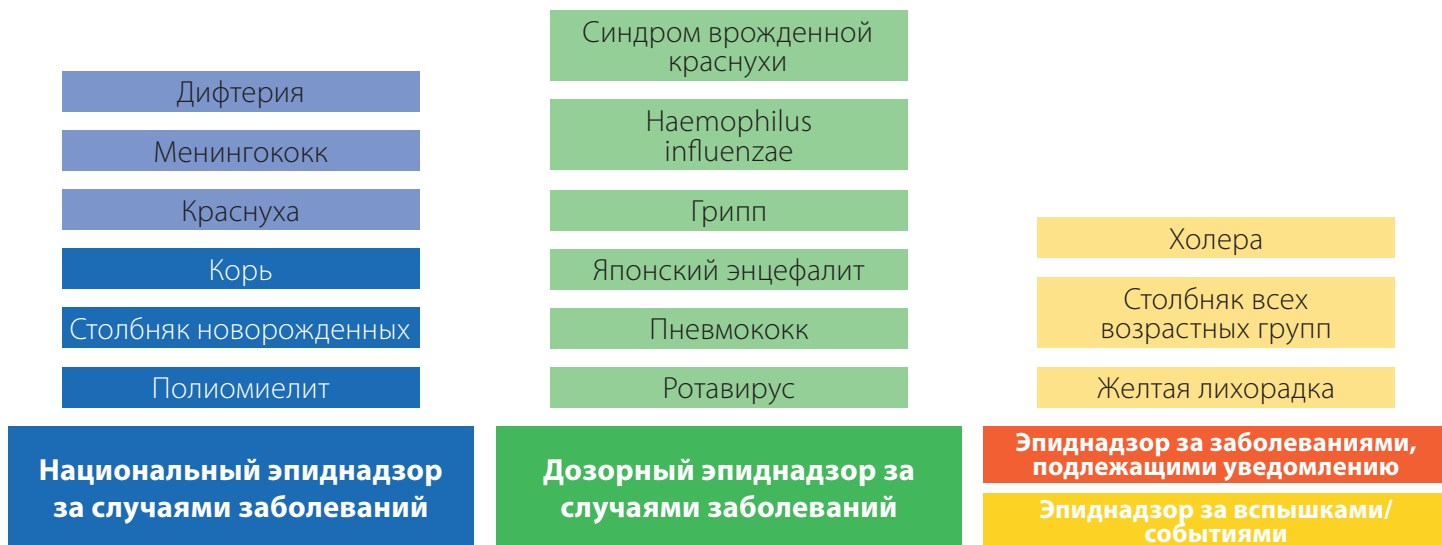 Дифтерия
Менингококк
Краснуха
Корь
Столбняк новорожденных
Полиомиелит
Национальный эпиднадзор
за случаями заболеваний
Синдром врожденной
краснухи
Haemophilus
influenzae
Грипп
Японский энцефалит
Пневмококк
Ротавирус
Дозорный эпиднадзор за
случаями заболеваний
Холера
Столбняк всех
возрастных групп
Желтая лихорадка
Эпиднадзор за заболеваниями,
подлежащими уведомлению
Эпиднадзор за вспышками/
событиями